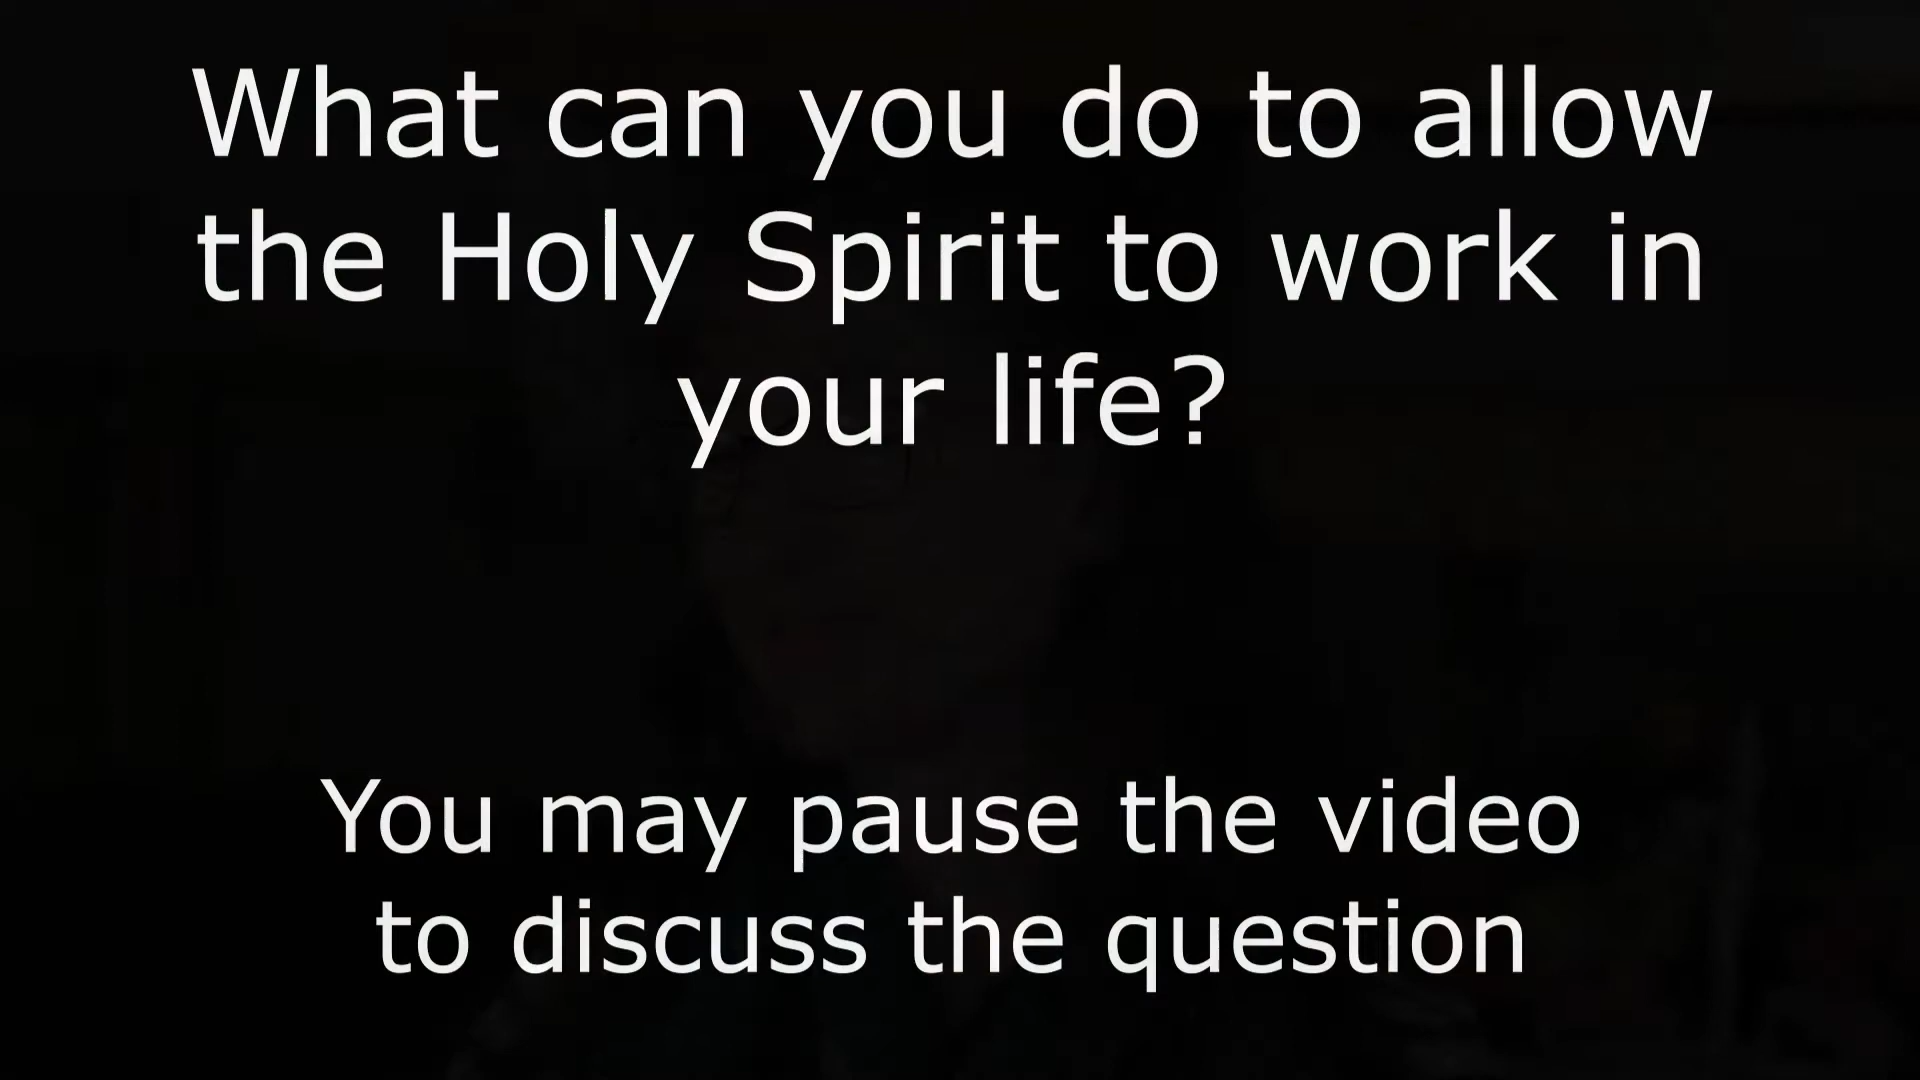 What can you do to allow
the Holy Spirit to work in
your life?
You may pause the video
to discuss the question